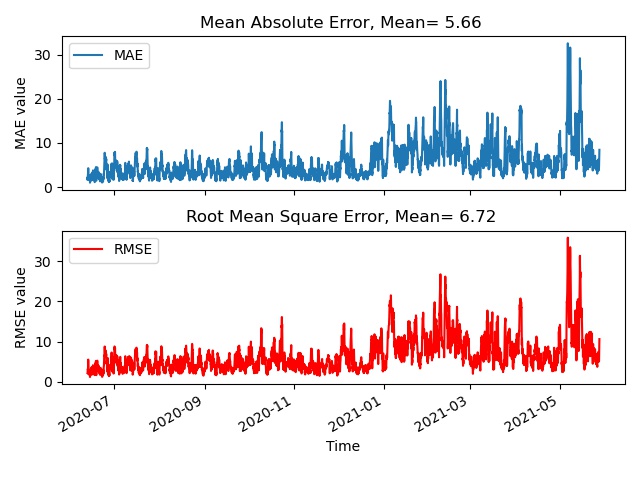 Mean Absolute Error, Mean= 5.66
MAE value
30
20
10
0
MAE
Root Mean Square Error, Mean= 6.72
RMSE value
30
20
10
0
RMSE
2020-07
2020-09
2020-11
2021-01
2021-03
2021-05
Time